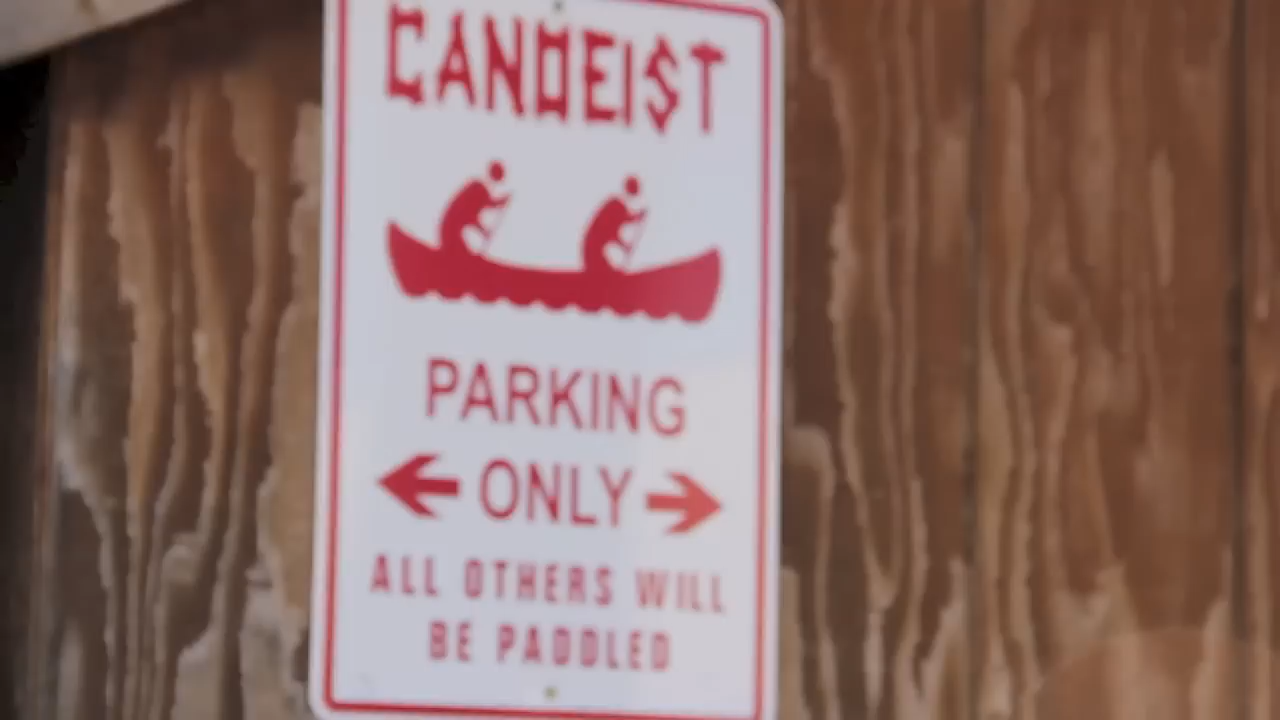 CANOEIST
PARKING
ONLY
ALL OTHERS WILL
BE PADDLED